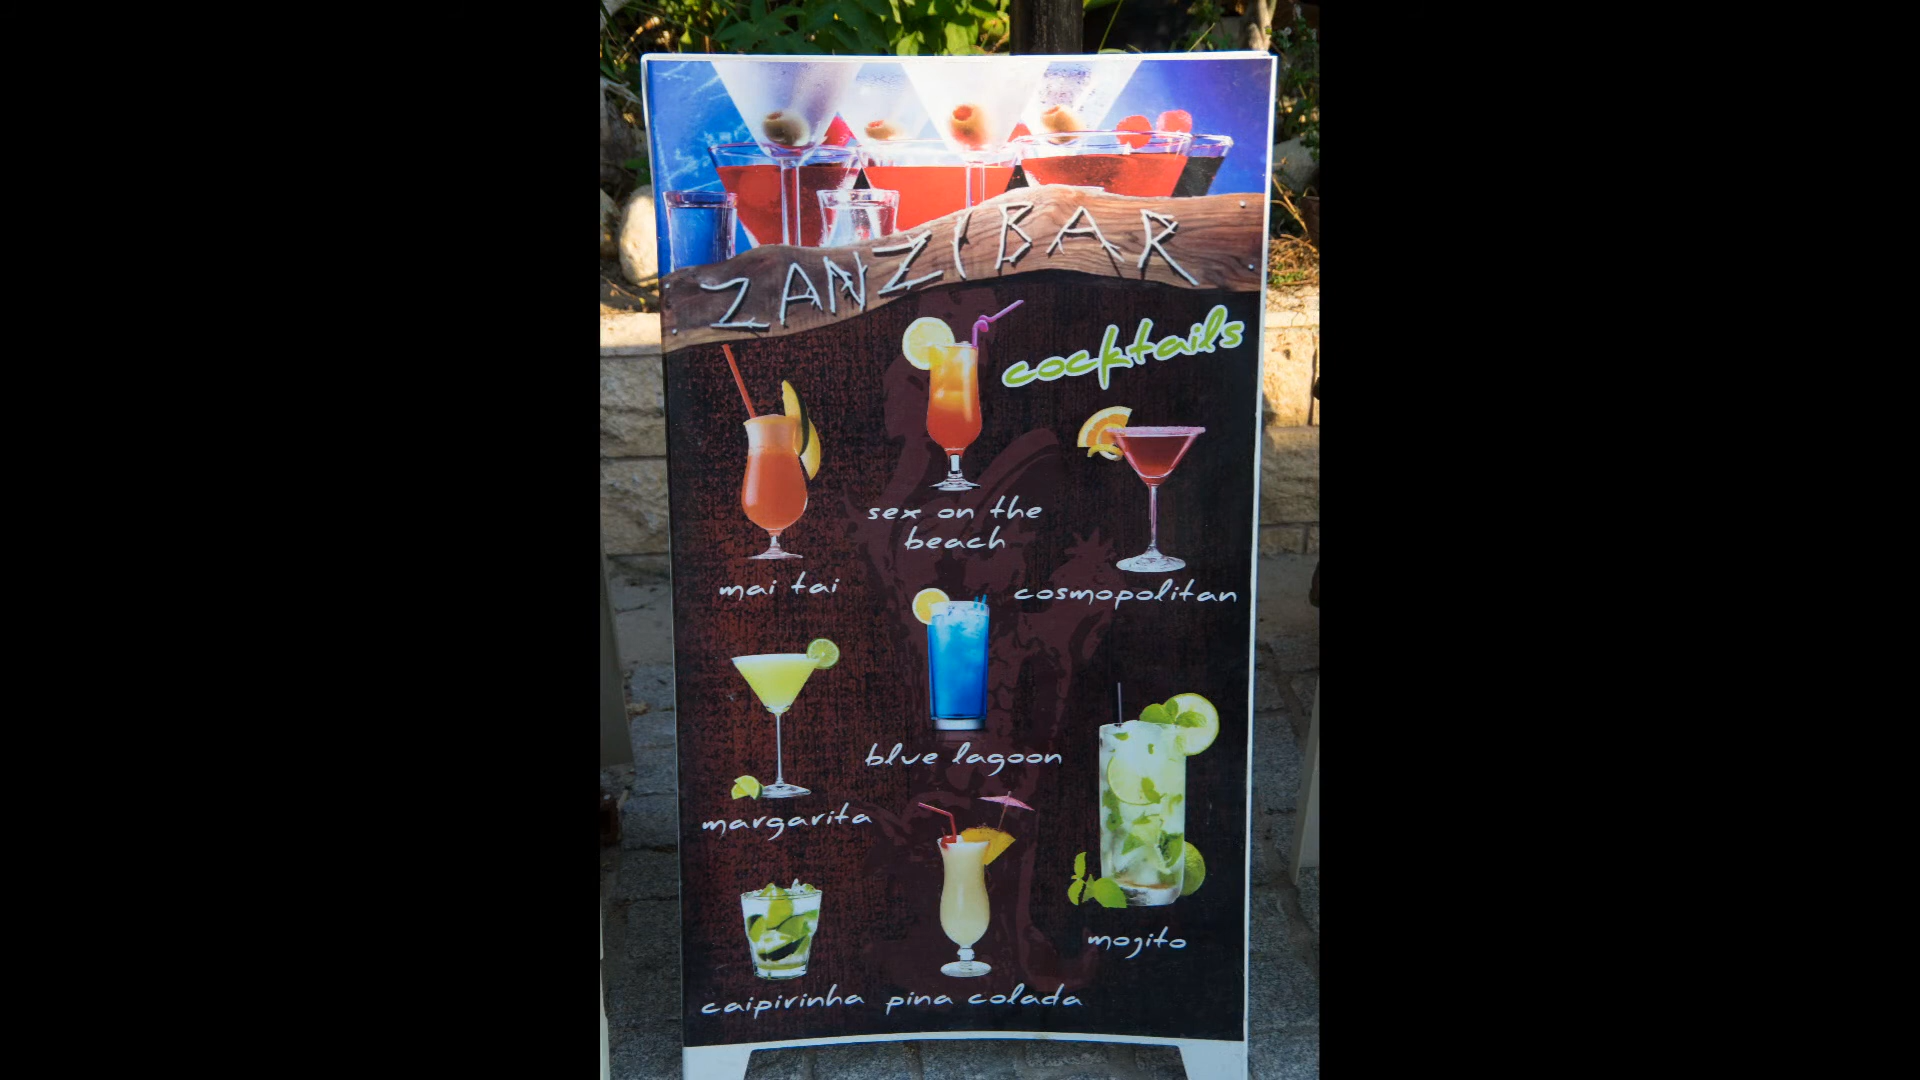 ZANZIBAR
cocktails
sex on the
beach
mai tai
cosmopolitan
blue lagoon
margarita
mojito
caipirinha
pina colada